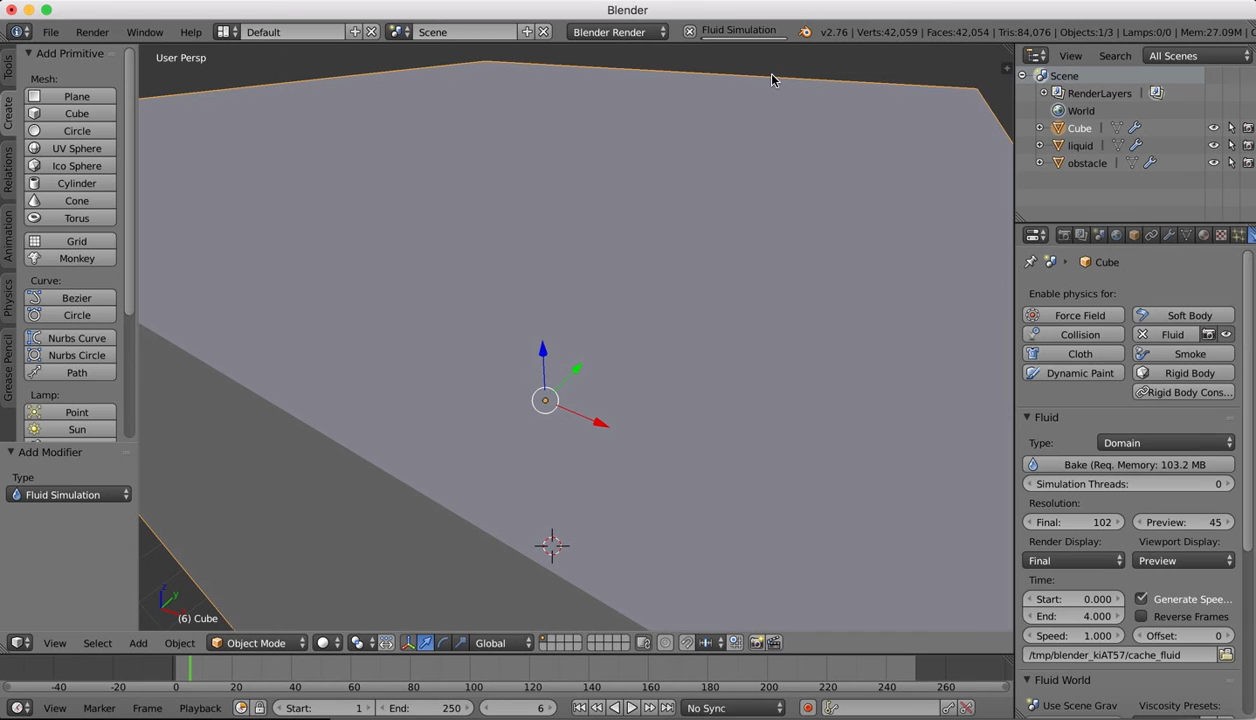 Blender
File Render Window Help Default Scene Blender Render Fluid Simulation v2.76 | Verts:42,059 | Faces:42,054 | Tris:84,076 | Objects:1/3 | Lamps:0/0 | Mem:27.09M |
Tools
Create
Relations
Animation
Physics
Grease Pencil
Add Primitive
Mesh:
Plane
Cube
Circle
UV Sphere
Ico Sphere
Cylinder
Cone
Torus
Grid
Monkey
Curve:
Bezier
Circle
Nurbs Curve
Nurbs Circle
Path
Lamp:
Point
Sun
Add Modifier
Type
Fluid Simulation
User Persp
z
y
(6) Cube
View Select Add Object Object Mode Global
-40 -20 0 20 40 60 80 100 120 140 160 180 200 220 240 260
View Marker Frame Playback Start: 1 End: 250 6 No Sync
View Search All Scenes
Scene
RenderLayers
World
Cube
liquid
obstacle
Cube
Enable physics for:
Force Field Soft Body
Collision Fluid
Cloth Smoke
Dynamic Paint Rigid Body
Rigid Body Cons...
Fluid
Type: Domain
Bake (Req. Memory: 103.2 MB
Simulation Threads: 0
Resolution:
Final: 102 Preview: 45
Render Display: Viewport Display:
Final Preview
Time:
Start: 0.000 Generate Spee...
End: 4.000 Reverse Frames
Speed: 1.000 Offset: 0
/tmp/blender_kiAT57/cache_fluid
Fluid World
Use Scene Grav Viscosity Presets: